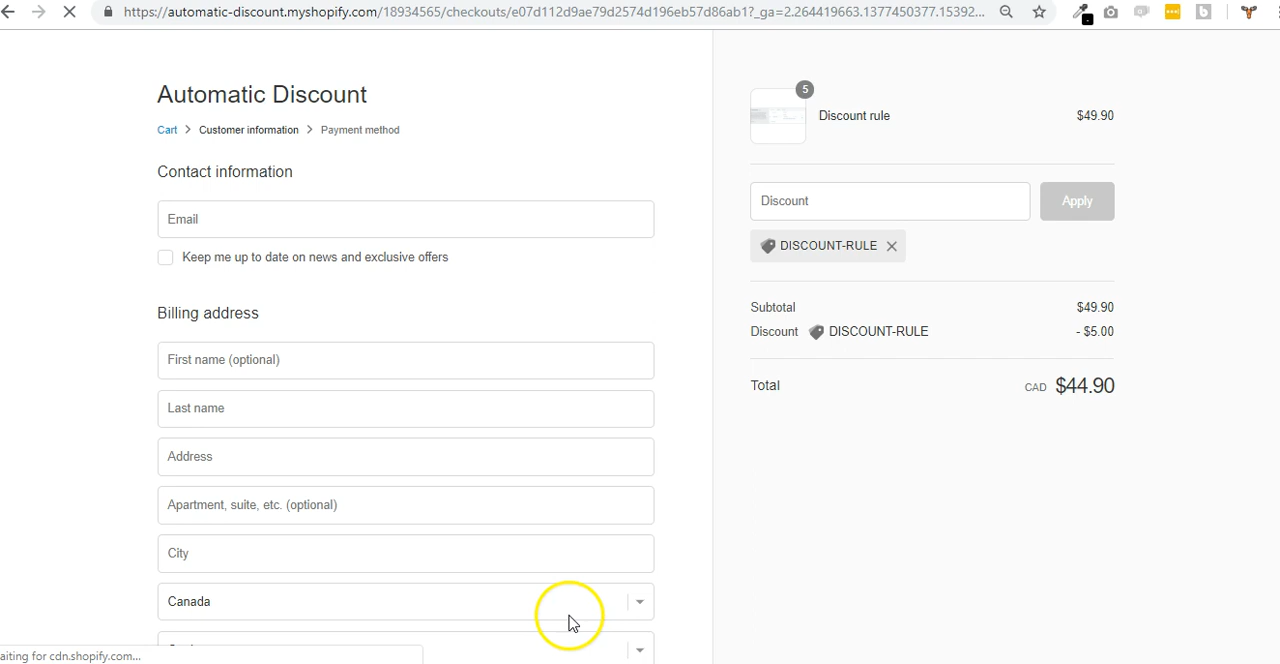 https://automatic-discount.myshopify.com/18934565/checkouts/e07d112d9ae79d2574d196eb57d86ab1?_ga=2.264419663.1377450377.15392...
Automatic Discount
Cart > Customer information > Payment method
Contact information
Email
Keep me up to date on news and exclusive offers
Billing address
First name (optional)
Last name
Address
Apartment, suite, etc. (optional)
City
Canada
aiting for cdn.shopify.com...
5
Discount rule $49.90
Discount Apply
DISCOUNT-RULE
Subtotal $49.90
Discount DISCOUNT-RULE - $5.00
Total CAD $44.90